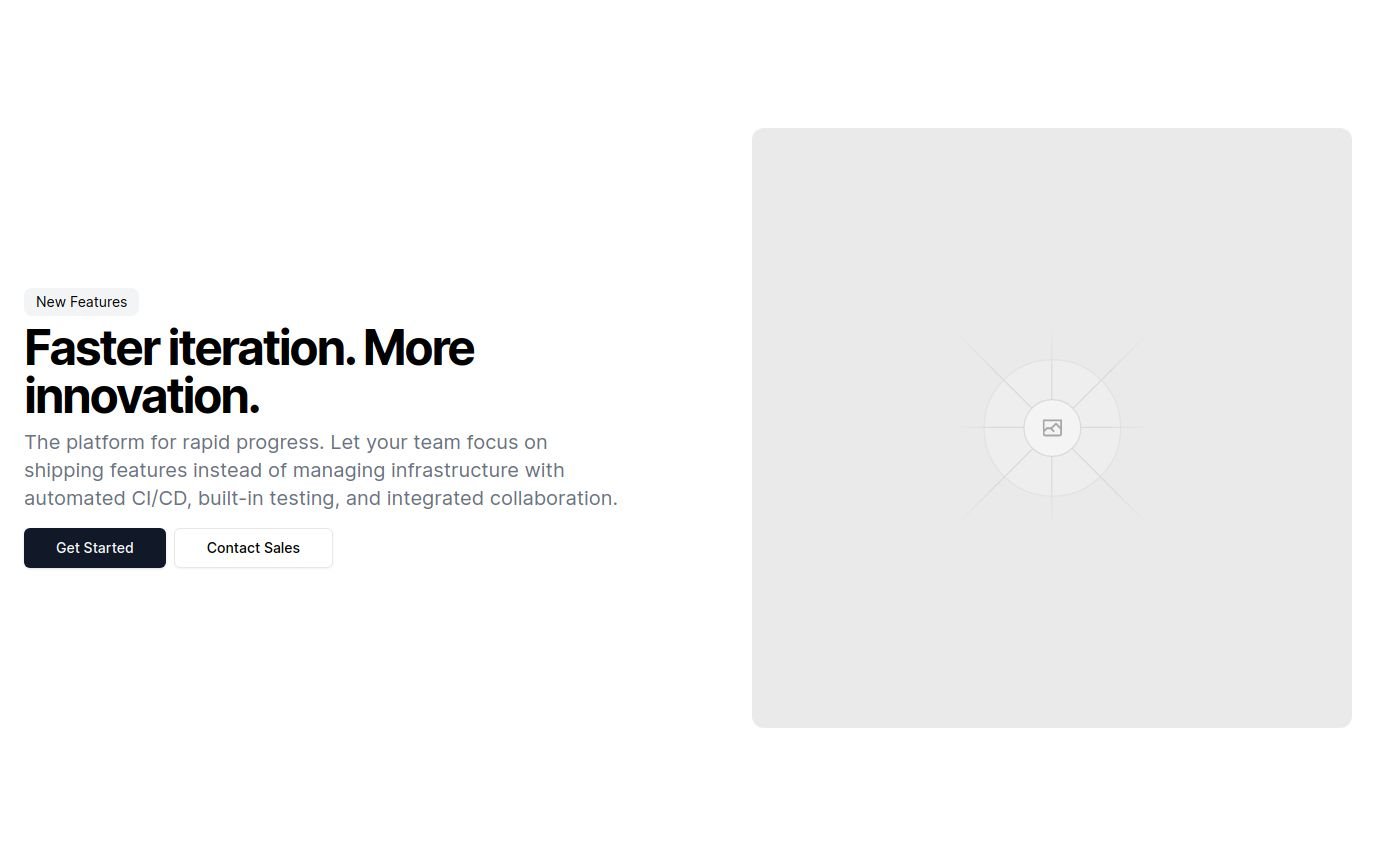 New Features
Faster iteration. More
innovation.
The platform for rapid progress. Let your team focus on
shipping features instead of managing infrastructure with
automated CI/CD, built-in testing, and integrated collaboration.
Get Started
Contact Sales